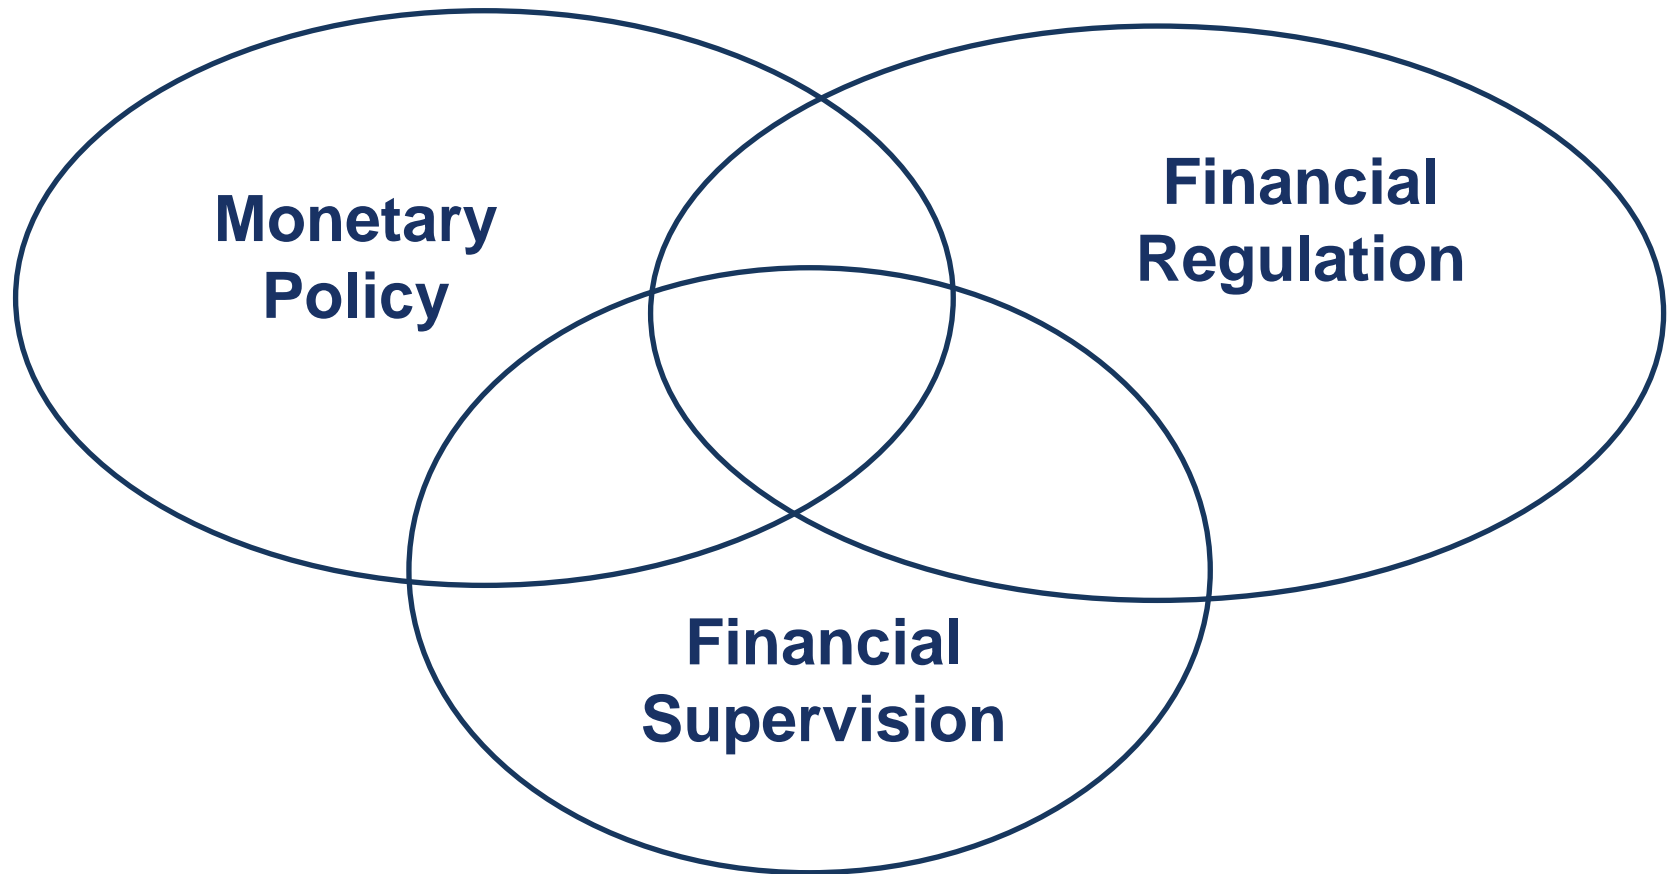 Monetary
Policy
Financial
Regulation
Financial
Supervision